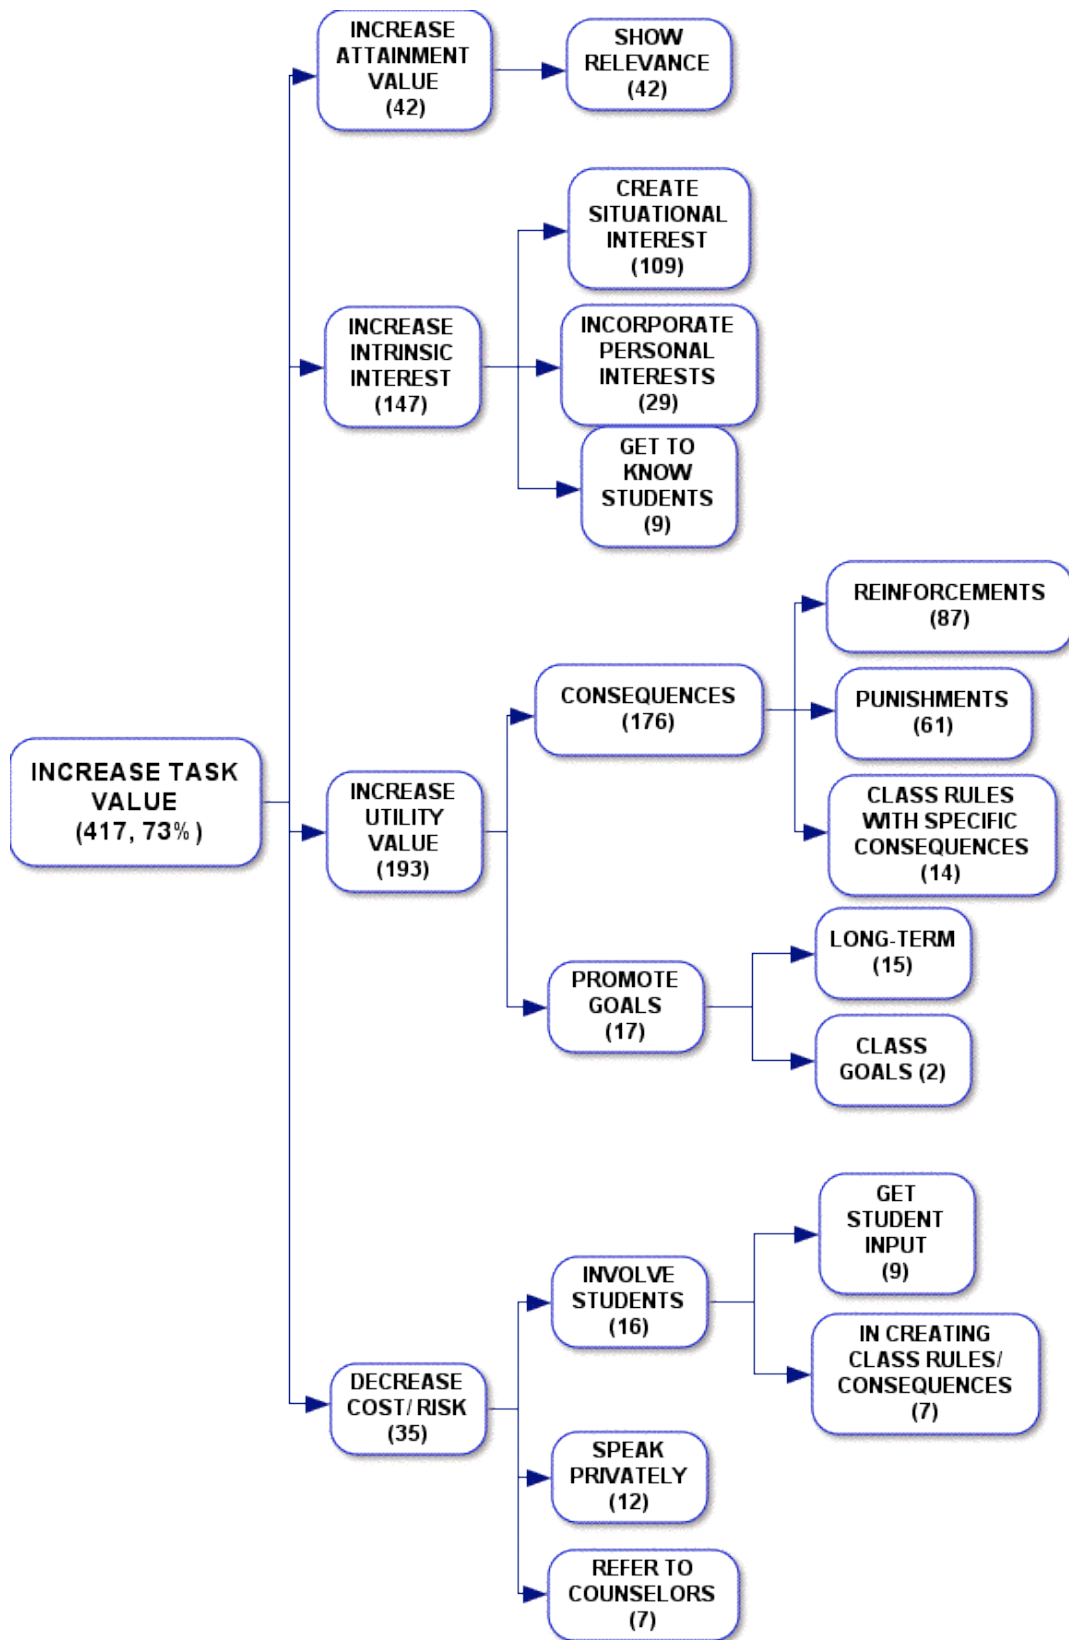 INCREASE
ATTAINMENT
VALUE
(42)
SHOW
RELEVANCE
(42)
CREATE
SITUATIONAL
INTEREST
(109)
INCREASE
INTRINSIC
INTEREST
(147)
INCORPORATE
PERSONAL
INTERESTS
(29)
GET TO
KNOW
STUDENTS
(9)
REINFORCEMENTS
(87)
CONSEQUENCES
(176)
PUNISHMENTS
(61)
INCREASE TASK
VALUE
(417, 73%)
INCREASE
UTILITY
VALUE
(193)
CLASS RULES
WITH SPECIFIC
CONSEQUENCES
(14)
LONG-TERM
(15)
PROMOTE
GOALS
(17)
CLASS
GOALS (2)
GET
STUDENT
INPUT
(9)
INVOLVE
STUDENTS
(16)
IN CREATING
CLASS RULES/
CONSEQUENCES
(7)
DECREASE
COST/RISK
(35)
SPEAK
PRIVATELY
(12)
REFER TO
COUNSELORS
(7)